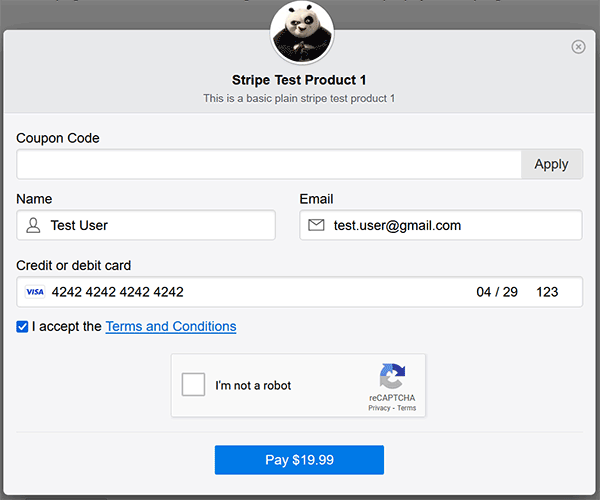 Stripe Test Product 1
This is a basic plain stripe test product 1
Coupon Code
Apply
Name Email
Test User test.user@gmail.com
Credit or debit card
VISA 4242 4242 4242 4242 04 / 29 123
I accept the Terms and Conditions
I'm not a robot
reCAPTCHA
Privacy - Terms
Pay $19.99